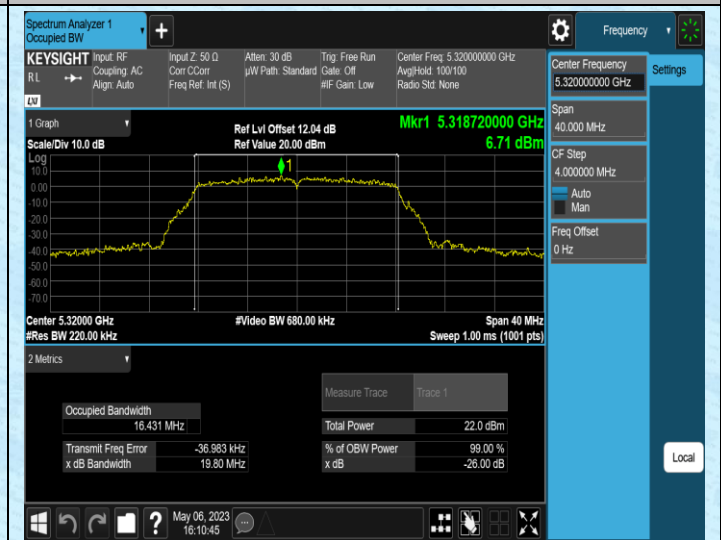 Spectrum Analyzer 1
Occupied BW
Frequency
KEYSIGHT
RL
LXI
Input: RF
Coupling: AC
Align: Auto
Input Z: 50 Ω
Corr CCorr
Freq Ref: Int (S)
Atten: 30 dB
µW Path: Standard
Trig: Free Run
Gate: Off
#IF Gain: Low
Center Freq: 5.320000000 GHz
Avg|Hold: 100/100
Radio Std: None
Center Frequency
5.320000000 GHz
Settings
Span
40.000 MHz
CF Step
4.000000 MHz
Auto
Man
Freq Offset
0 Hz
1 Graph
Scale/Div 10.0 dB
Ref Lvl Offset 12.04 dB
Ref Value 20.00 dBm
Mkr1 5.318720000 GHz
6.71 dBm
Log
10.0
0.00
-10.0
-20.0
-30.0
-40.0
-50.0
-60.0
-70.0
1
Center 5.32000 GHz
#Res BW 220.00 kHz
#Video BW 680.00 kHz
Span 40 MHz
Sweep 1.00 ms (1001 pts)
2 Metrics
Measure Trace
Trace 1
Occupied Bandwidth
16.431 MHz
Total Power
22.0 dBm
Transmit Freq Error
-36.983 kHz
% of OBW Power
99.00 %
x dB Bandwidth
19.80 MHz
x dB
-26.00 dB
Local
?
May 06, 2023
16:10:45